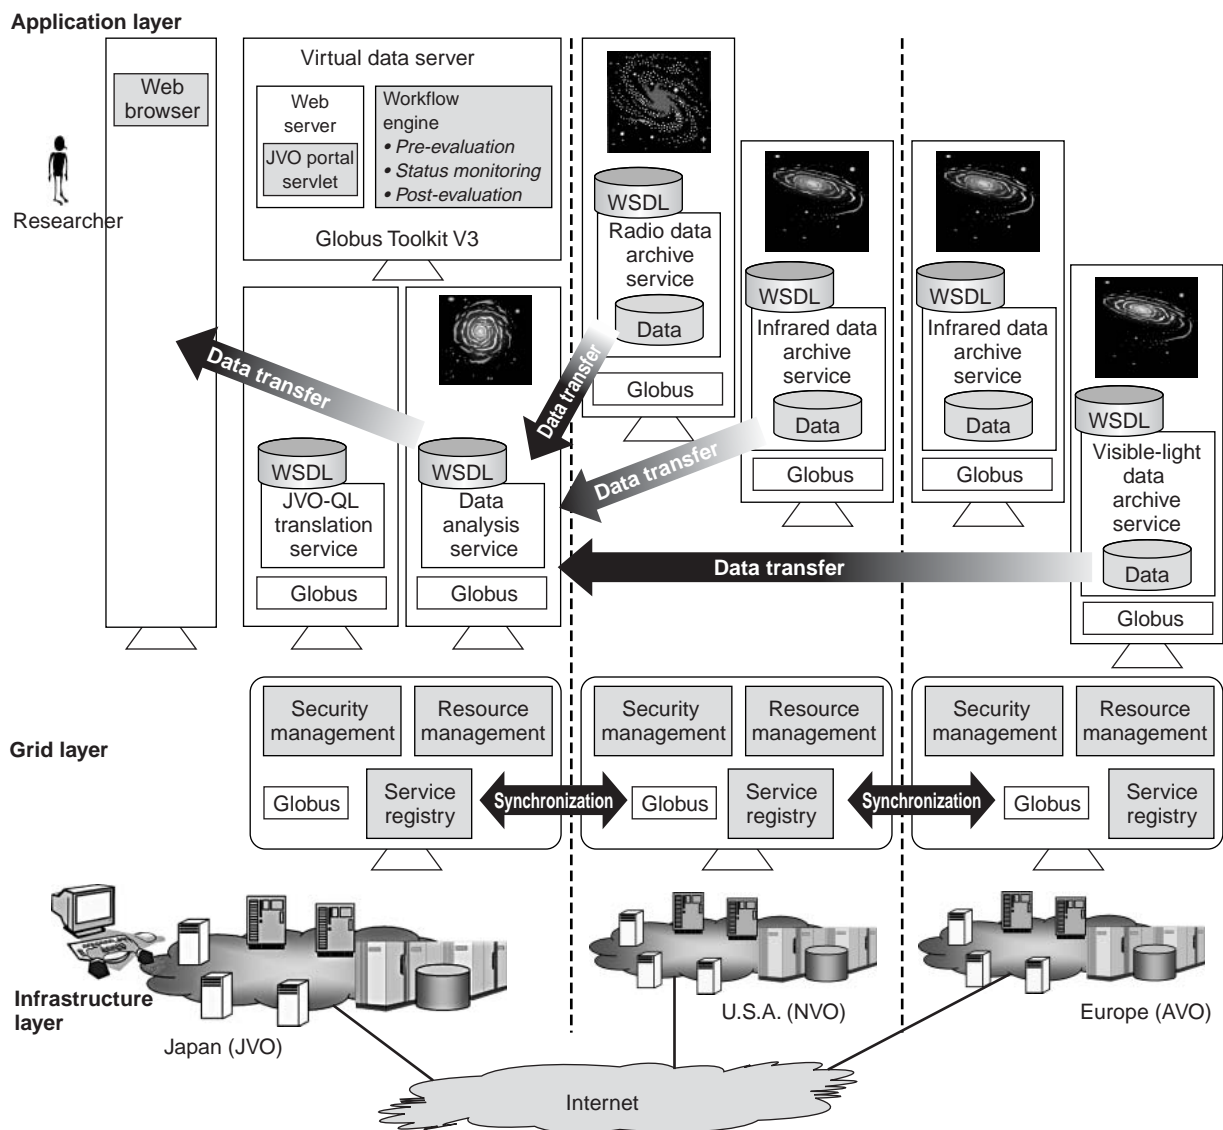 Application layer
Web
browser
Researcher
Virtual data server
Web
server
JVO portal
servlet
Workflow
engine
• Pre-evaluation
• Status monitoring
• Post-evaluation
Globus Toolkit V3
WSDL
Radio data
archive
service
Data
Globus
WSDL
Infrared data
archive
service
Data
Globus
WSDL
Infrared data
archive
service
Data
Globus
WSDL
Visible-light
data
archive
service
Data
Globus
Data transfer
Data transfer
Data transfer
Data transfer
WSDL
JVO-QL
translation
service
Globus
WSDL
Data
analysis
service
Globus
Grid layer
Security
management
Resource
management
Globus
Service
registry
Synchronization
Security
management
Resource
management
Globus
Service
registry
Synchronization
Security
management
Resource
management
Globus
Service
registry
Infrastructure
layer
Japan (JVO)
U.S.A. (NVO)
Europe (AVO)
Internet